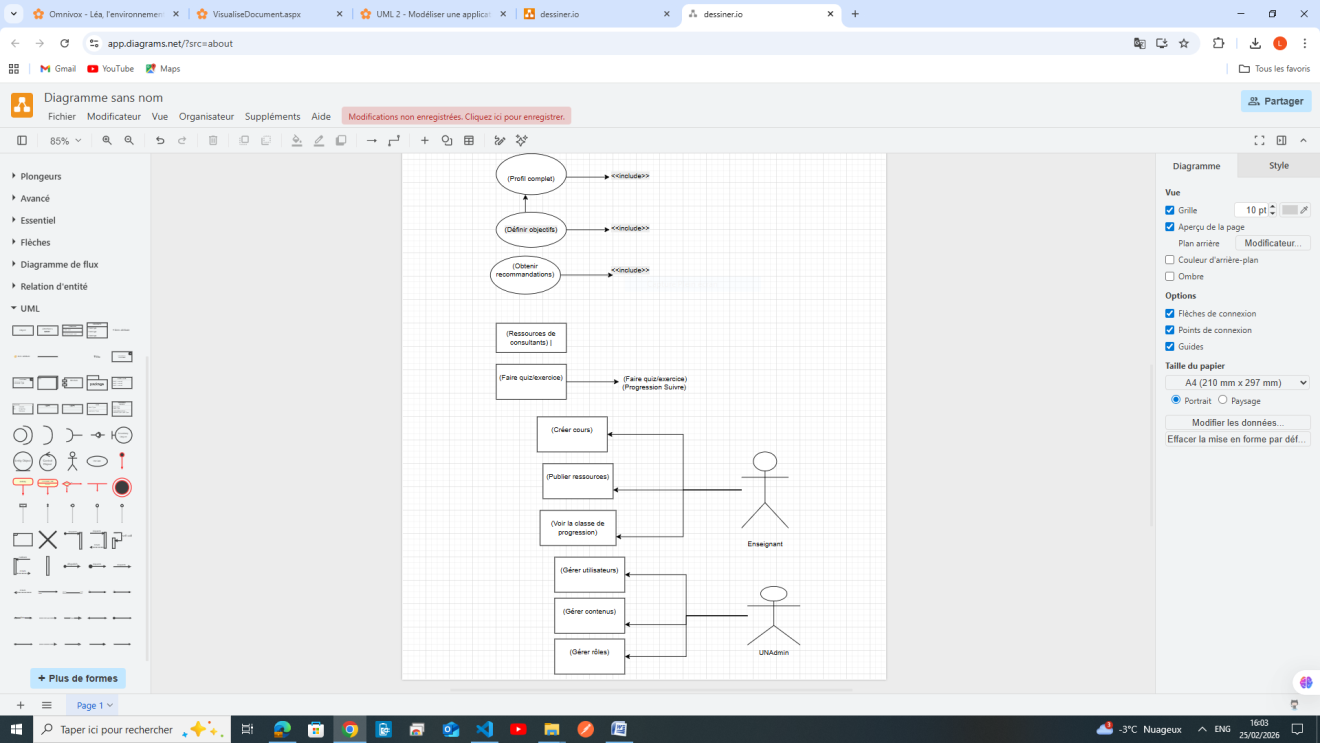 Omnivox - Léa, l'environnemen
VisualiseDocument.aspx
UML 2 - Modéliser une applicat
dessiner.io
dessiner.io
app.diagrams.net/?src=about
Gmail
YouTube
Maps
Tous les favoris
Diagramme sans nom
Fichier
Modificateur
Vue
Organisateur
Suppléments
Aide
Modifications non enregistrées. Cliquez ici pour enregistrer.
Partager
85%
Plongeurs
Avancé
Essentiel
Flèches
Diagramme de flux
Relation d'entité
UML
+ Plus de formes
(Profil complet)
<<include>>
(Définir objectifs)
<<include>>
(Obtenir
recommandations)
<<include>>
(Ressources de
consultants) |
(Faire quiz/exercice)
(Faire quiz/exercice)
(Progression Suivre)
(Créer cours)
(Publier ressources)
(Voir la classe de
progression)
Enseignant
(Gérer utilisateurs)
(Gérer contenus)
(Gérer rôles)
UNAdmin
Diagramme
Style
Vue
Grille
10 pt
Aperçu de la page
Plan arrière
Modificateur...
Couleur d'arrière-plan
Ombre
Options
Flèches de connexion
Points de connexion
Guides
Taille du papier
A4 (210 mm x 297 mm)
Portrait
Paysage
Modifier les données...
Effacer la mise en forme par déf...
Page 1
Taper ici pour rechercher
3
-3°C Nuageux
ENG
16:03
25/02/2026